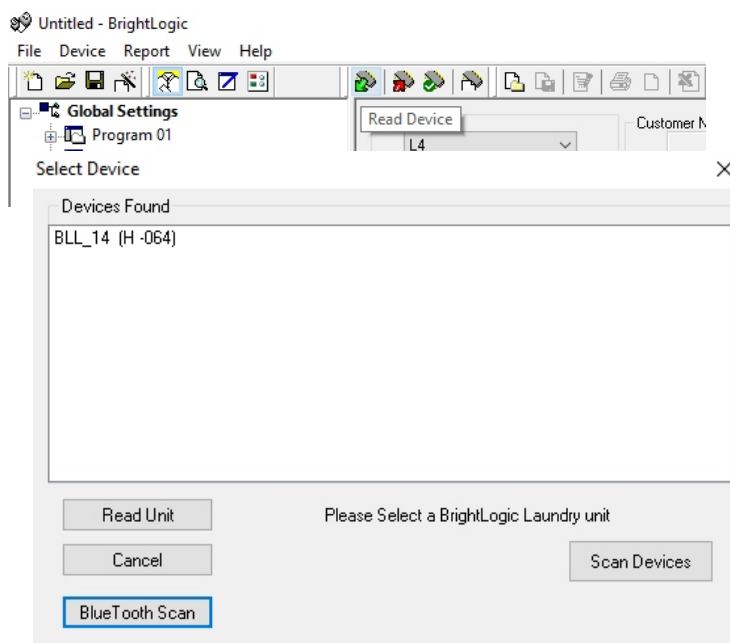 Untitled - BrightLogic
File Device Report View Help
Global Settings
Program 01
Read Device
L4
Customer N
Select Device
Devices Found
BLL_14 (H -064)
Read Unit
Please Select a BrightLogic Laundry unit
Cancel
Scan Devices
BlueTooth Scan